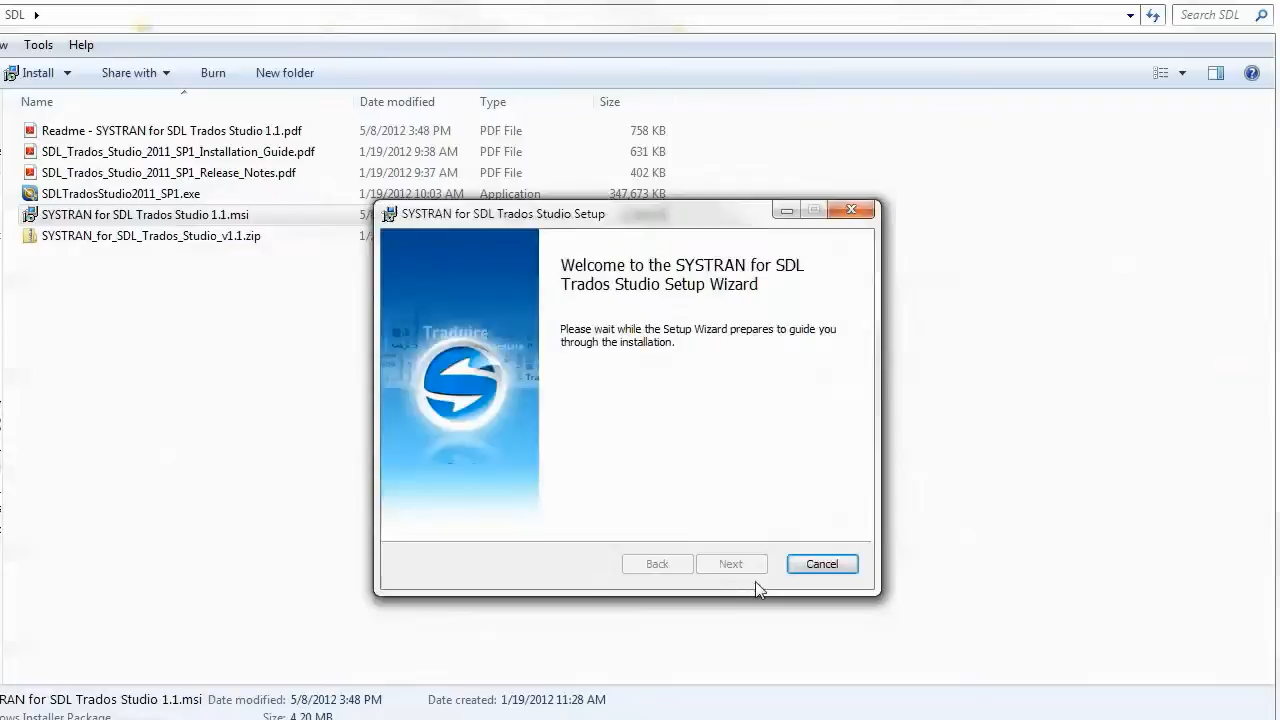 SDL
Search SDL
w Tools Help
Install Share with Burn New folder
Name Date modified Type Size
Readme - SYSTRAN for SDL Trados Studio 1.1.pdf 5/8/2012 3:48 PM PDF File 758 KB
SDL_Trados_Studio_2011_SP1_Installation_Guide.pdf 1/19/2012 9:38 AM PDF File 631 KB
SDL_Trados_Studio_2011_SP1_Release_Notes.pdf 1/19/2012 9:37 AM PDF File 402 KB
SDLTradosStudio2011_SP1.exe 1/19/2012 10:03 AM Application 347,673 KB
SYSTRAN for SDL Trados Studio 1.1.msi 5/
SYSTRAN_for_SDL_Trados_Studio_v1.1.zip 1/
SYSTRAN for SDL Trados Studio Setup
Welcome to the SYSTRAN for SDL
Trados Studio Setup Wizard
Please wait while the Setup Wizard prepares to guide you
through the installation.
Traduire
Tra
Back Next Cancel
RAN for SDL Trados Studio 1.1.msi Date modified: 5/8/2012 3:48 PM Date created: 1/19/2012 11:28 AM
ows Installer Package Size: 4.20 MB